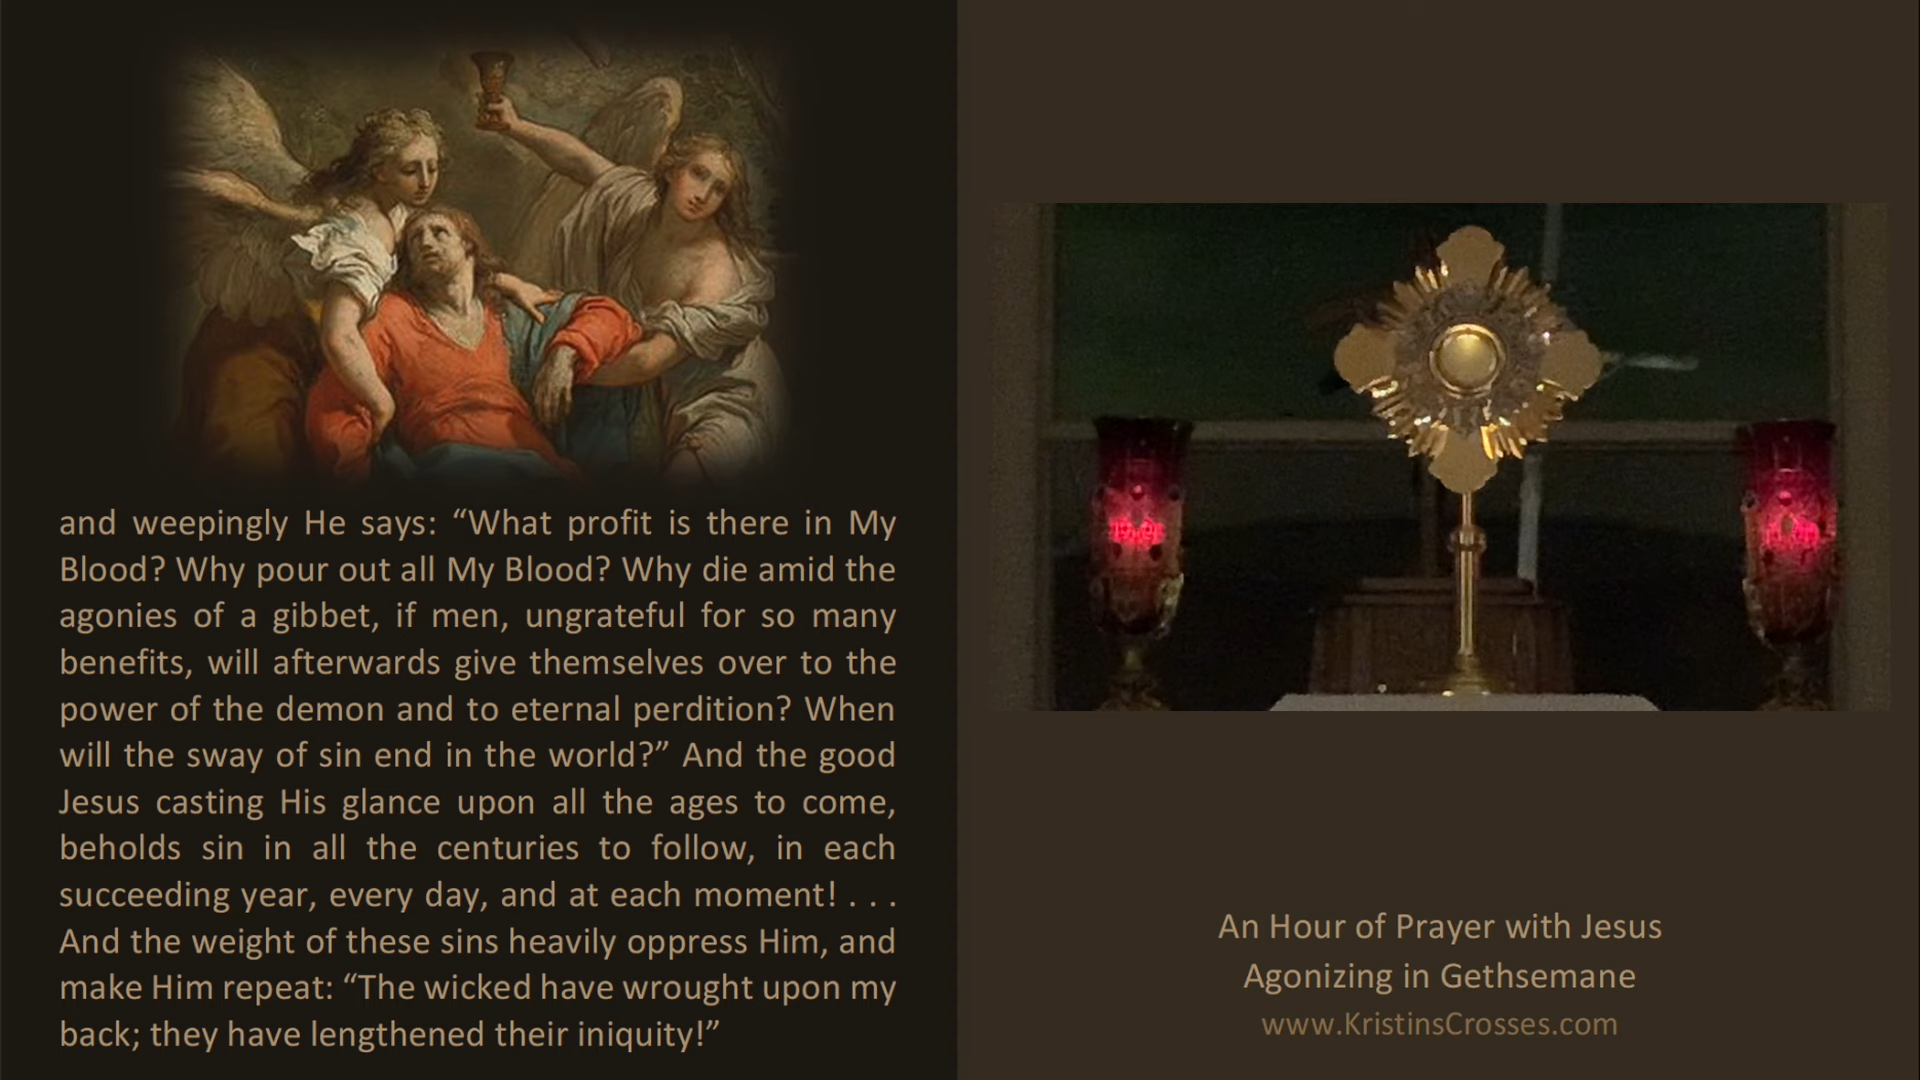 and weepingly He says: “What profit is there in My
Blood? Why pour out all My Blood? Why die amid the
agonies of a gibbet, if men, ungrateful for so many
benefits, will afterwards give themselves over to the
power of the demon and to eternal perdition? When
will the sway of sin end in the world?” And the good
Jesus casting His glance upon all the ages to come,
beholds sin in all the centuries to follow, in each
succeeding year, every day, and at each moment! . . .
And the weight of these sins heavily oppress Him, and
make Him repeat: “The wicked have wrought upon my
back; they have lengthened their iniquity!”
An Hour of Prayer with Jesus
Agonizing in Gethsemane
www.KristinsCrosses.com